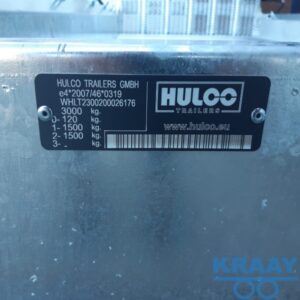 HULCO TRAILERS GMBH
e4*2007/46*0319
WHLT2300200026176
3000 kg.
0- 120 kg.
1- 1500 kg.
2- 1500 kg.
3- . kg.
HULCO
TRAILERS
www.hulco.eu
KRAAY